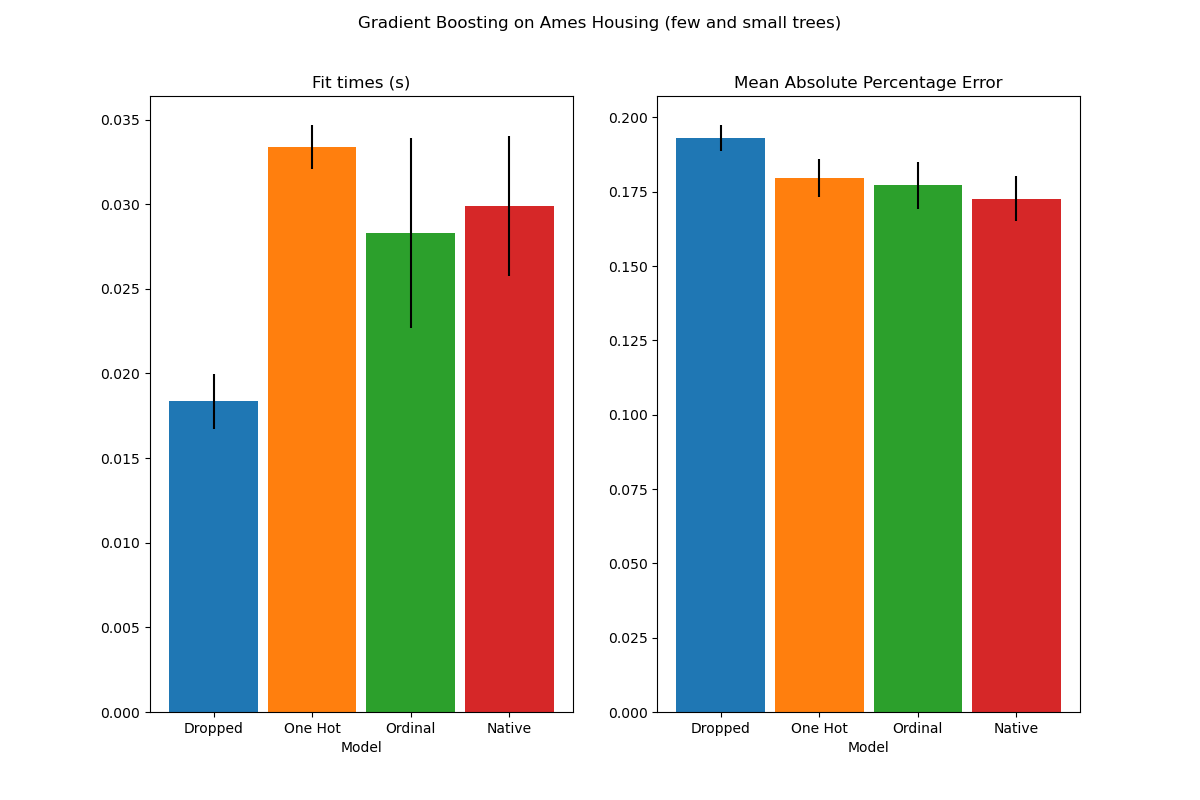 Gradient Boosting on Ames Housing (few and small trees)
Fit times (s)
0.035
0.030
0.025
0.020
0.015
0.010
0.005
0.000
Dropped One Hot Ordinal Native
Model
Mean Absolute Percentage Error
0.200
0.175
0.150
0.125
0.100
0.075
0.050
0.025
0.000
Dropped One Hot Ordinal Native
Model